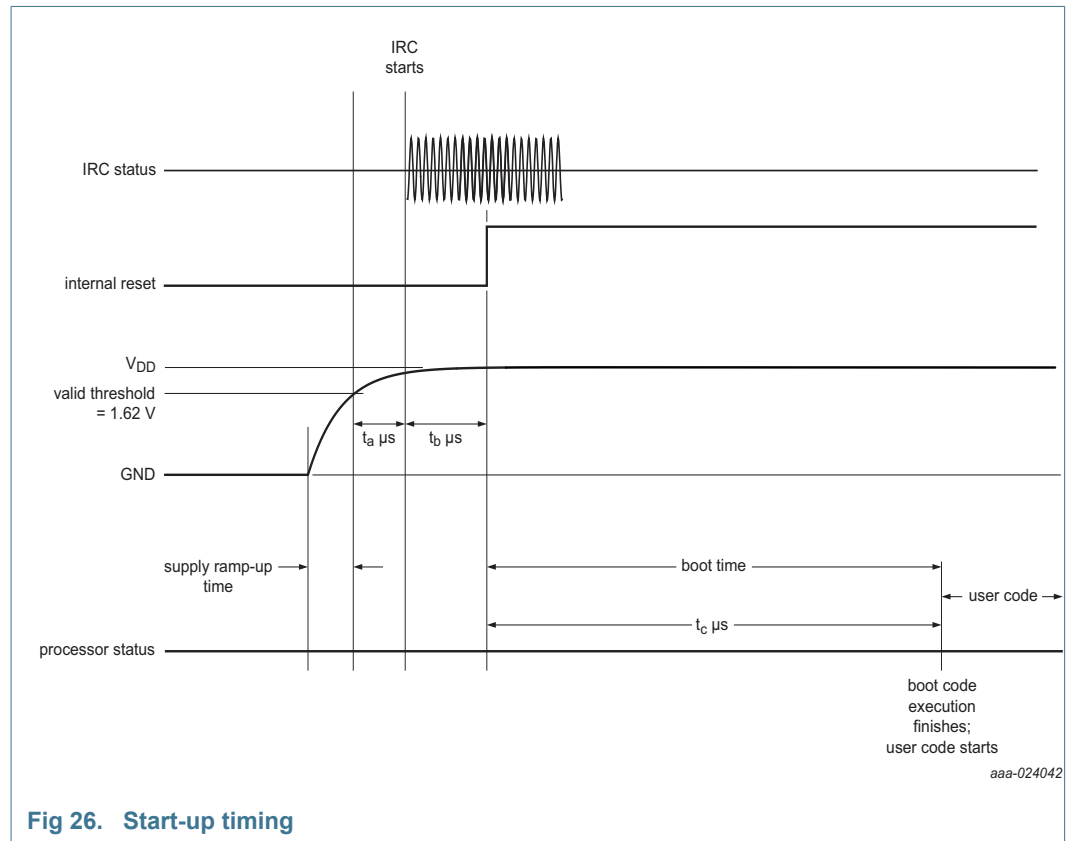 IRC
starts
IRC status
internal reset
VDD
valid threshold
= 1.62 V
ta μs
tb μs
GND
supply ramp-up
time
boot time
user code
tc μs
processor status
boot code
execution
finishes;
user code starts
aaa-024042
Fig 26. Start-up timing